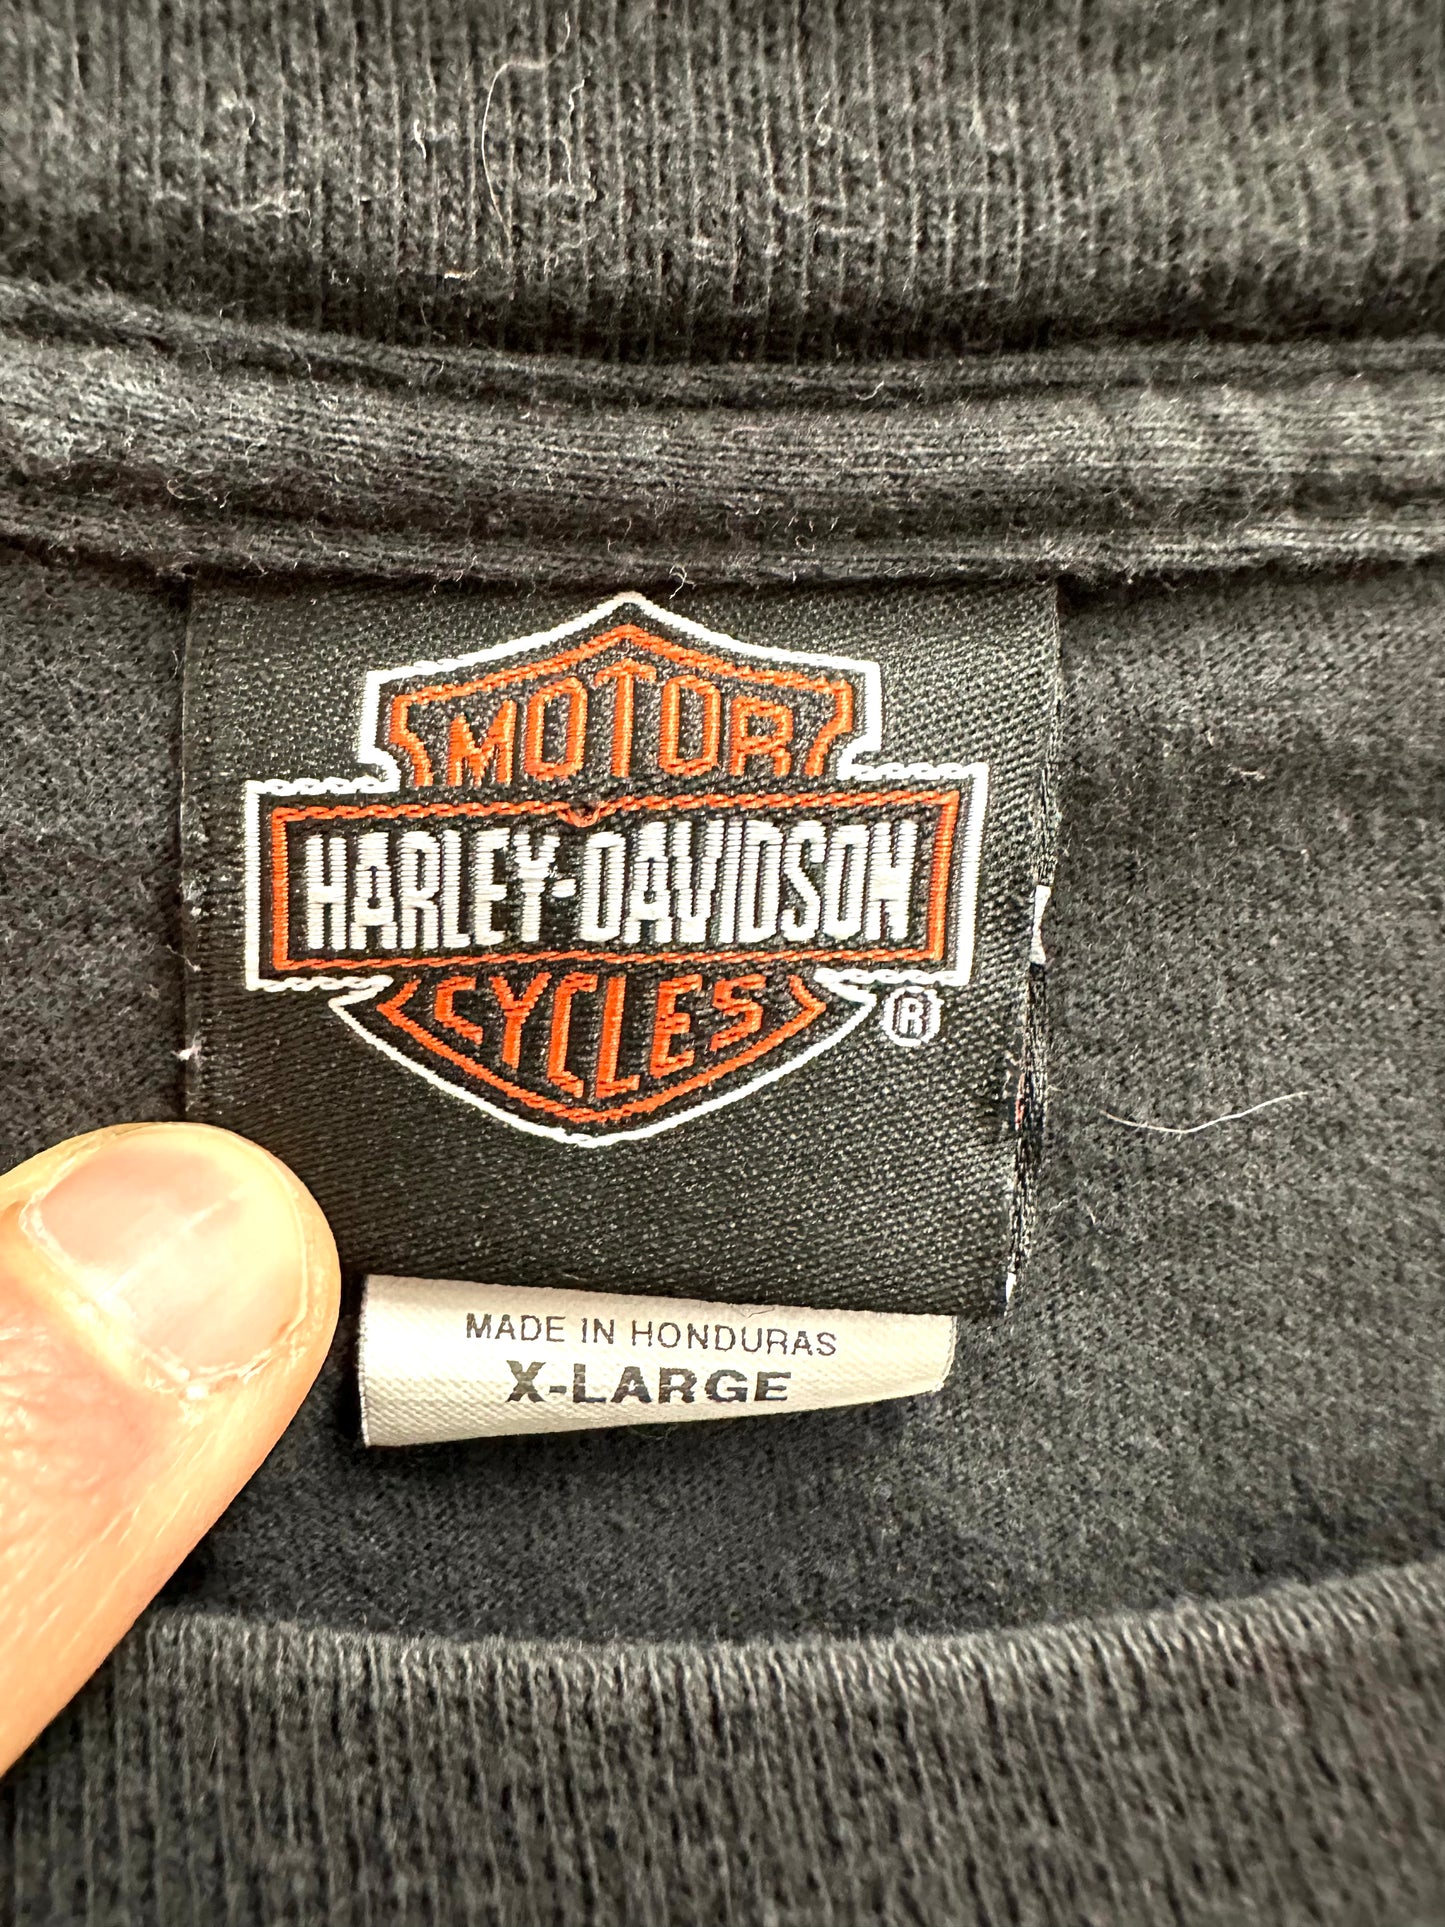 MOTOR
HARLEY-DAVIDSON
CYCLES
®
MADE IN HONDURAS
X-LARGE